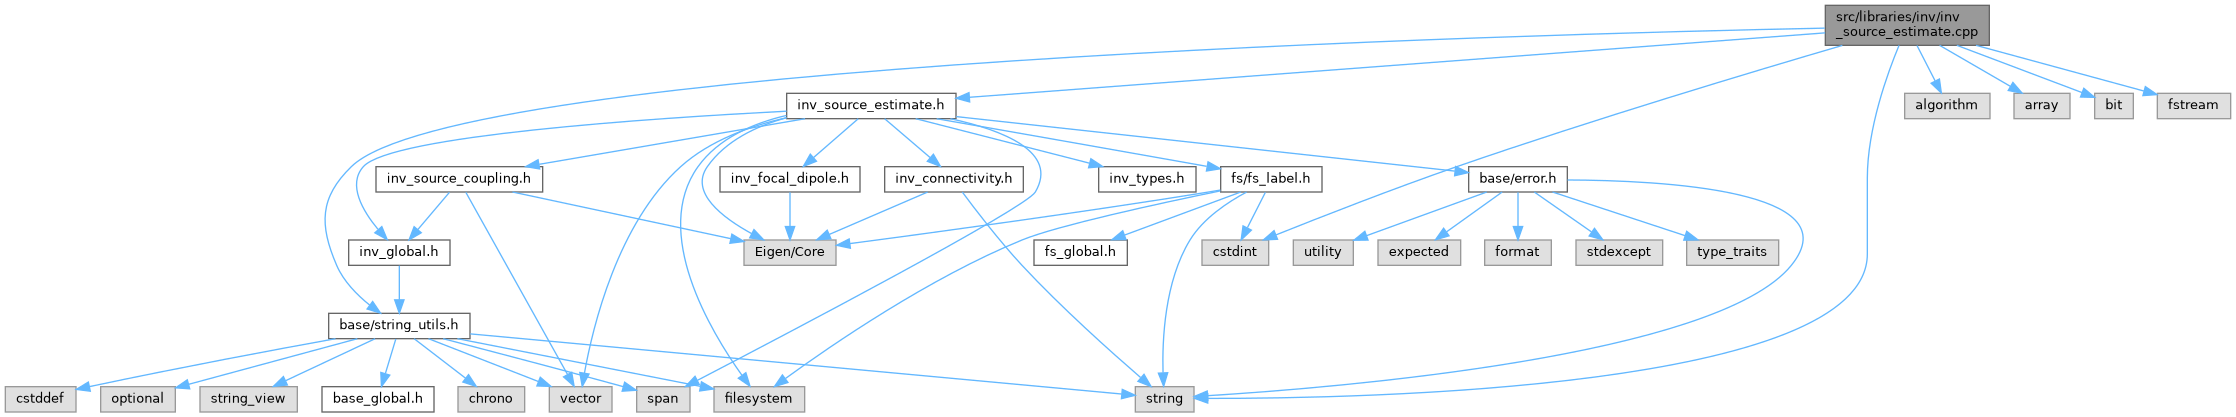 src/libraries/inv/inv
_source_estimate.cpp
inv_source_estimate.h
algorithm
array
bit
fstream
inv_source_coupling.h
inv_focal_dipole.h
inv_connectivity.h
inv_types.h
fs/fs_label.h
base/error.h
inv_global.h
Eigen/Core
fs_global.h
cstdint
utility
expected
format
stdexcept
type_traits
base/string_utils.h
cstddef
optional
string_view
base_global.h
chrono
vector
span
filesystem
string